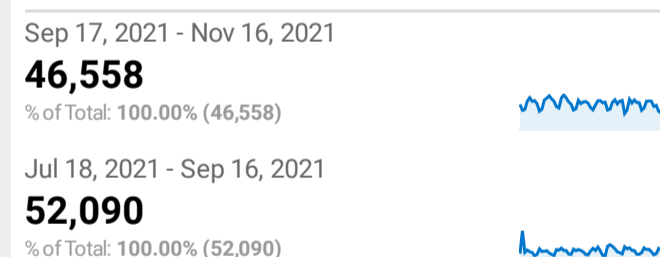 Sep 17, 2021 - Nov 16, 2021
46,558
% of Total: 100.00% (46,558)
Jul 18, 2021 - Sep 16, 2021
52,090
% of Total: 100.00% (52,090)